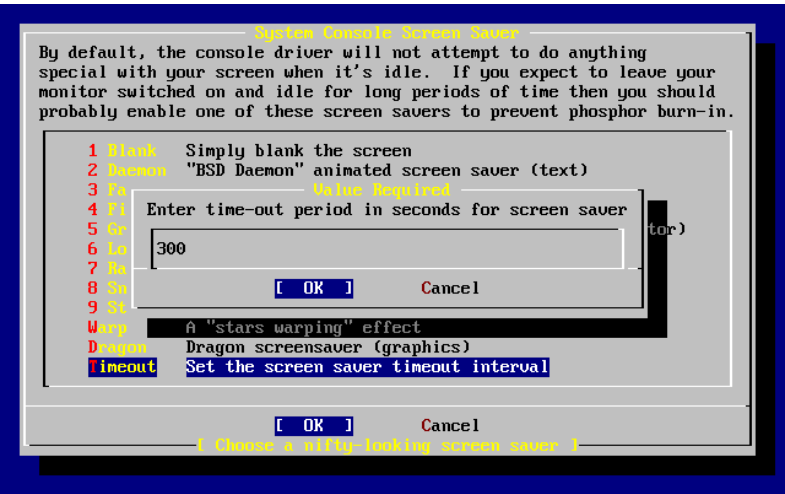 System Console Screen Saver
By default, the console driver will not attempt to do anything
special with your screen when it's idle.  If you expect to leave your
monitor switched on and idle for long periods of time then you should
probably enable one of these screen savers to prevent phosphor burn-in.
1 Blank Simply blank the screen
2 Daemon "BSD Daemon" animated screen saver (text)
3 Fa
Value Required
4 Fi
Enter time-out period in seconds for screen saver
5 Gr tor)
6 Lo
300
7 Ra
8 Sn
[ OK ] Cancel
9 St
Warp A "stars warping" effect
Dragon Dragon screensaver (graphics)
Timeout Set the screen saver timeout interval
[ OK ] Cancel
[ Choose a nifty-looking screen saver ]